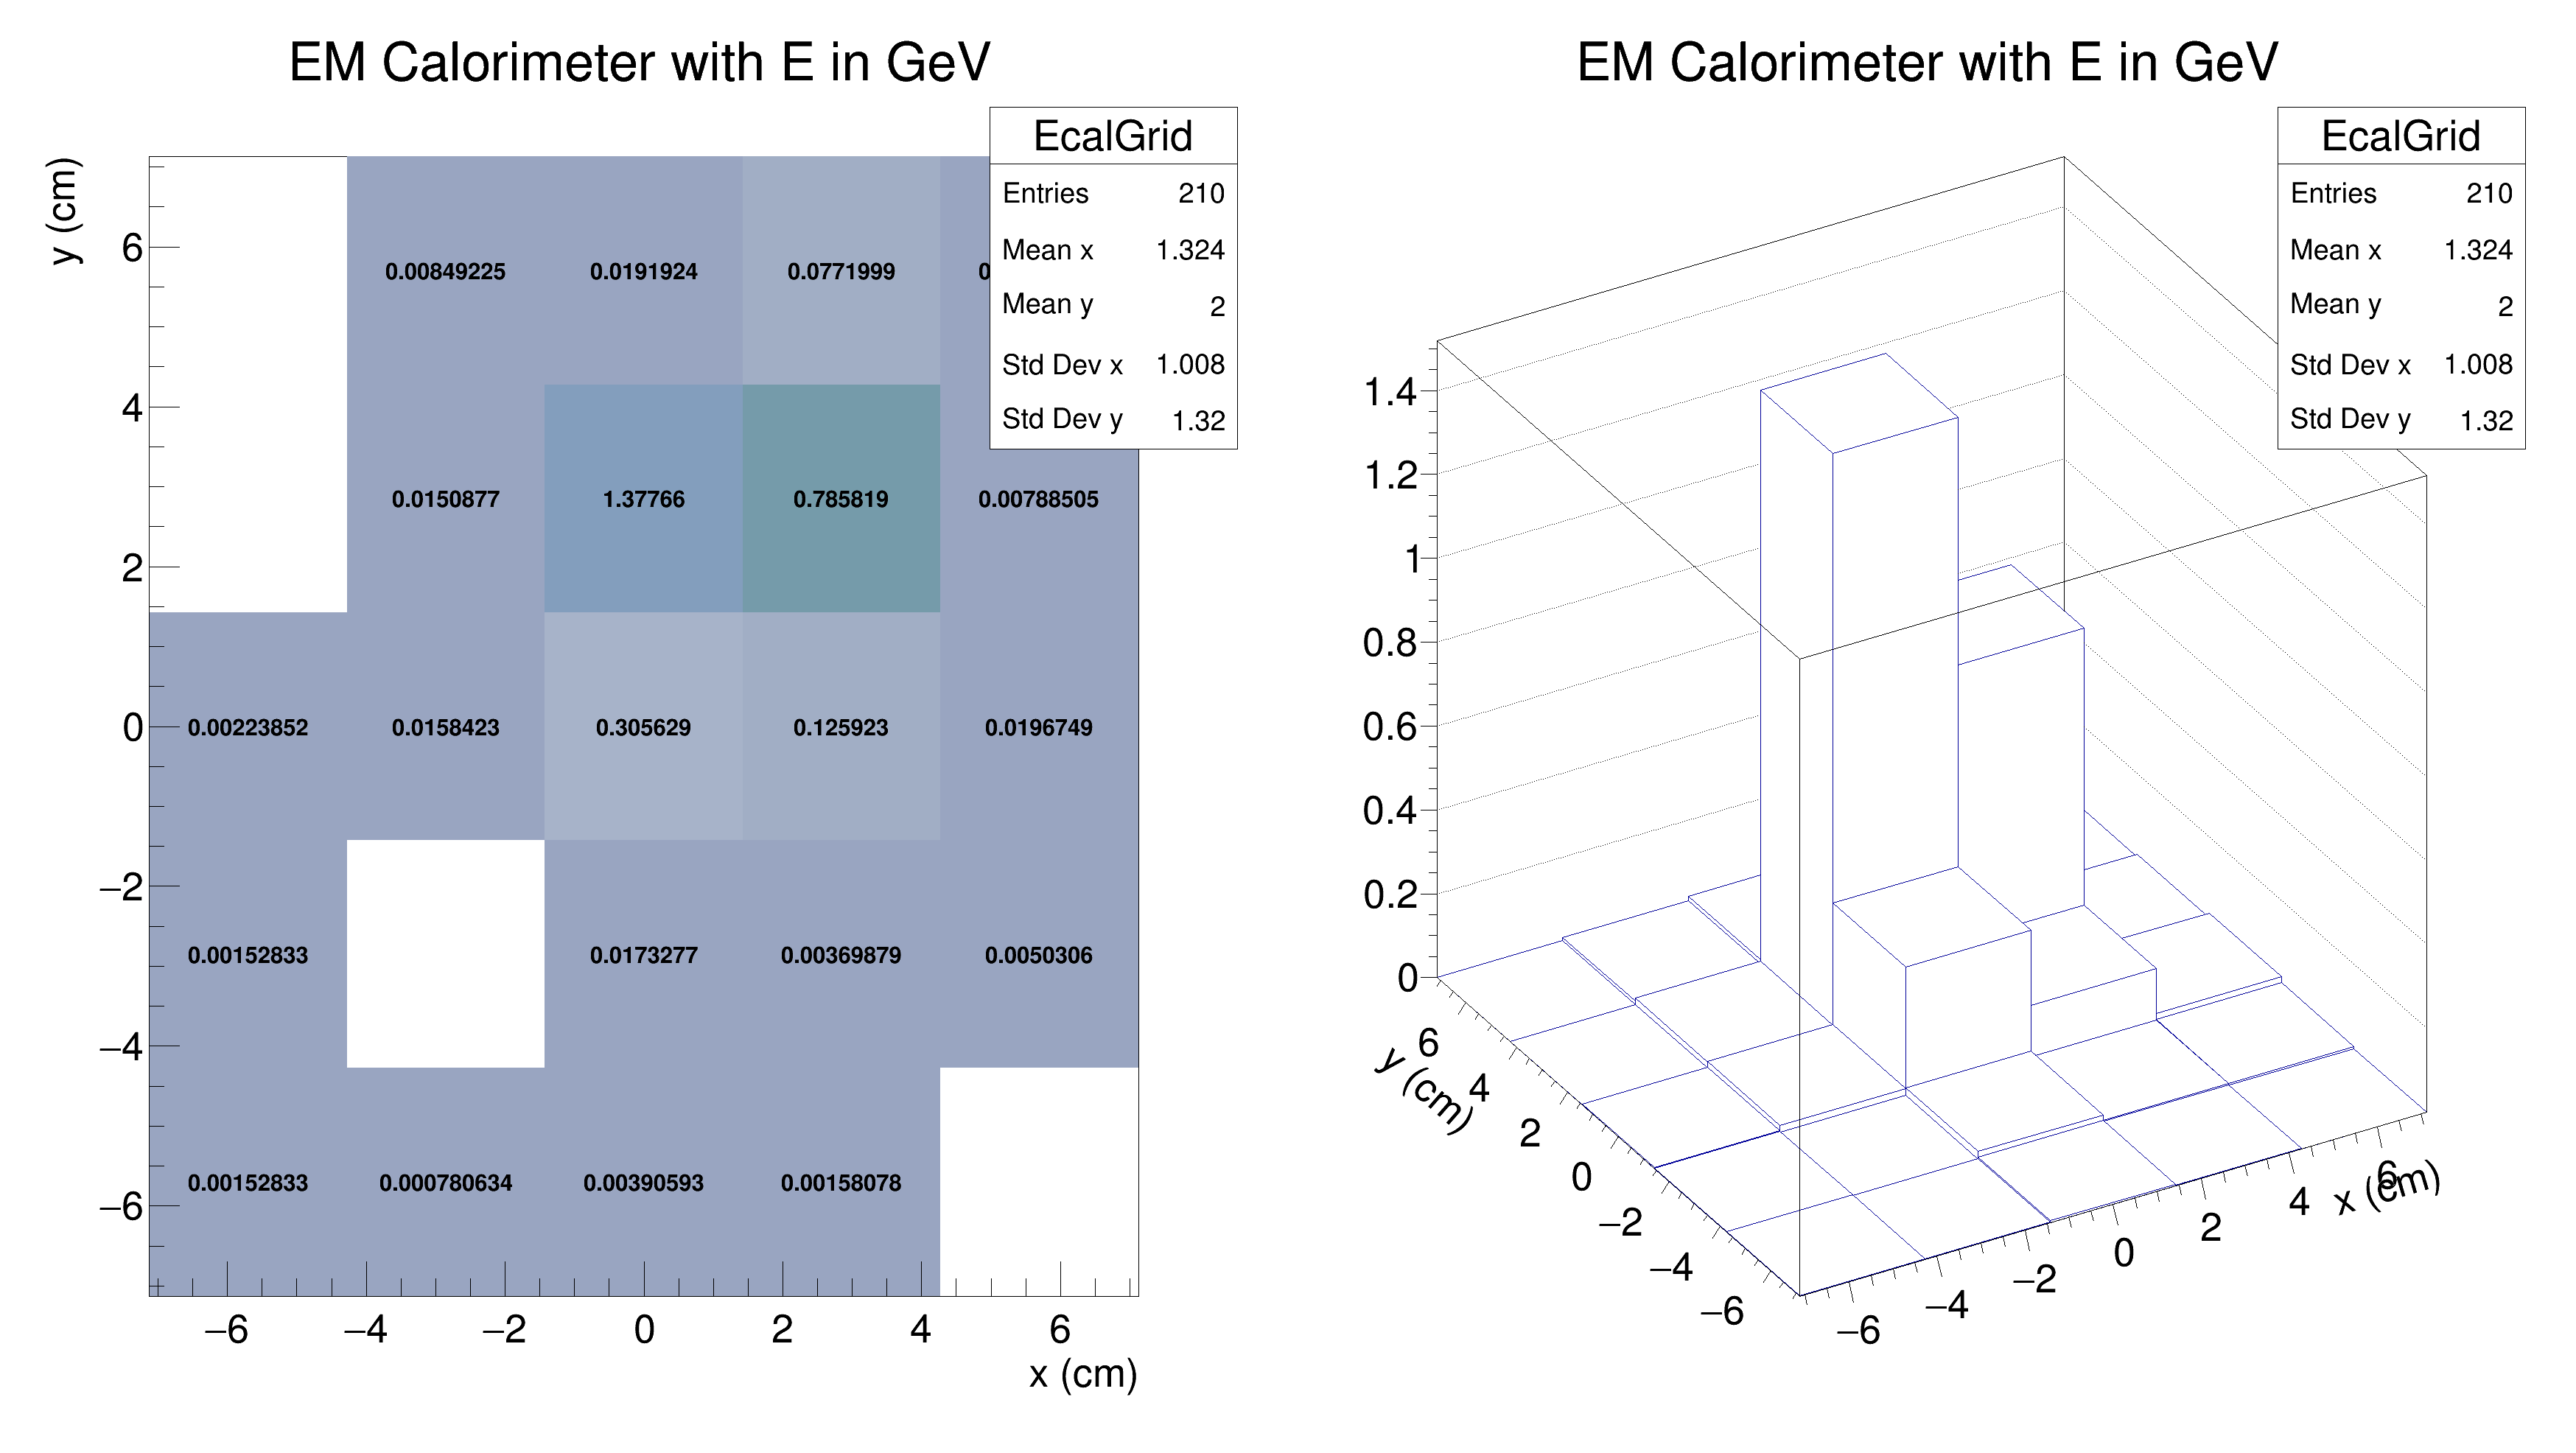 EM Calorimeter with E in GeV
EcalGrid
Entries 210
Mean x 1.324
Mean y 2
Std Dev x 1.008
Std Dev y 1.32
y (cm)
6
4
2
0
−2
−4
−6
0.00849225 0.0191924 0.0771999
0.0150877 1.37766 0.785819 0.00788505
0.00223852 0.0158423 0.305629 0.125923 0.0196749
0.00152833 0.0173277 0.00369879 0.0050306
0.00152833 0.000780634 0.00390593 0.00158078
−6 −4 −2 0 2 4 6
x (cm)
EM Calorimeter with E in GeV
EcalGrid
Entries 210
Mean x 1.324
Mean y 2
Std Dev x 1.008
Std Dev y 1.32
1.4
1.2
1
0.8
0.6
0.4
0.2
0
y (cm)
6
4
2
0
−2
−4
−6
−6
−4
−2
0
2
4
6
x (cm)